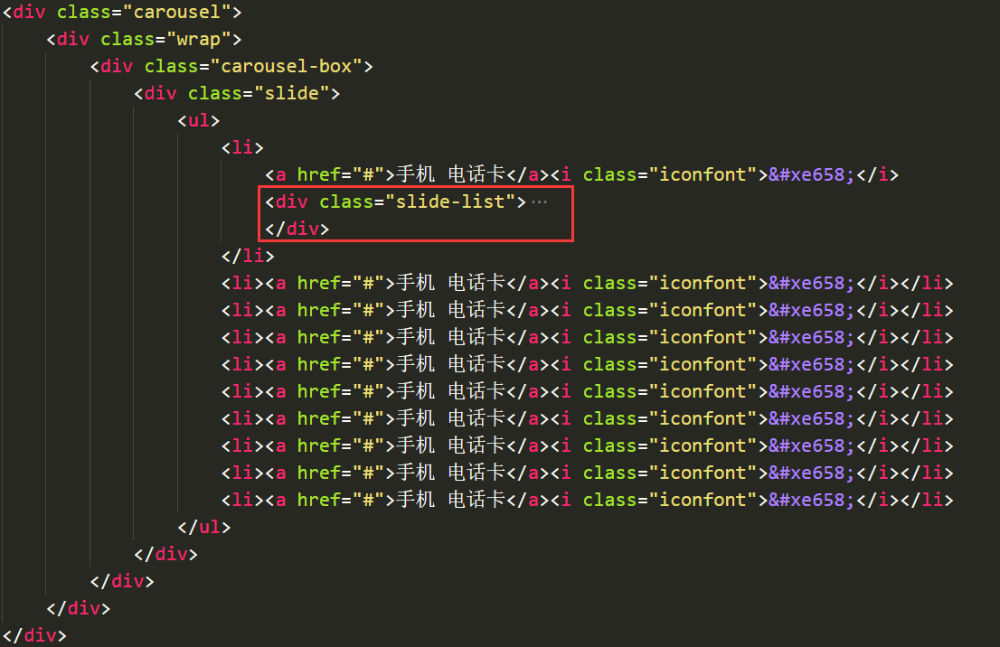 <div class="carousel">
<div class="wrap">
<div class="carousel-box">
<div class="slide">
<ul>
<li>
<a href="#">手机 电话卡</a><i class="iconfont">&#xe658;</i>
<div class="slide-list">···
</div>
</li>
<li><a href="#">手机 电话卡</a><i class="iconfont">&#xe658;</i></li>
<li><a href="#">手机 电话卡</a><i class="iconfont">&#xe658;</i></li>
<li><a href="#">手机 电话卡</a><i class="iconfont">&#xe658;</i></li>
<li><a href="#">手机 电话卡</a><i class="iconfont">&#xe658;</i></li>
<li><a href="#">手机 电话卡</a><i class="iconfont">&#xe658;</i></li>
<li><a href="#">手机 电话卡</a><i class="iconfont">&#xe658;</i></li>
<li><a href="#">手机 电话卡</a><i class="iconfont">&#xe658;</i></li>
<li><a href="#">手机 电话卡</a><i class="iconfont">&#xe658;</i></li>
<li><a href="#">手机 电话卡</a><i class="iconfont">&#xe658;</i></li>
</ul>
</div>
</div>
</div>
</div>